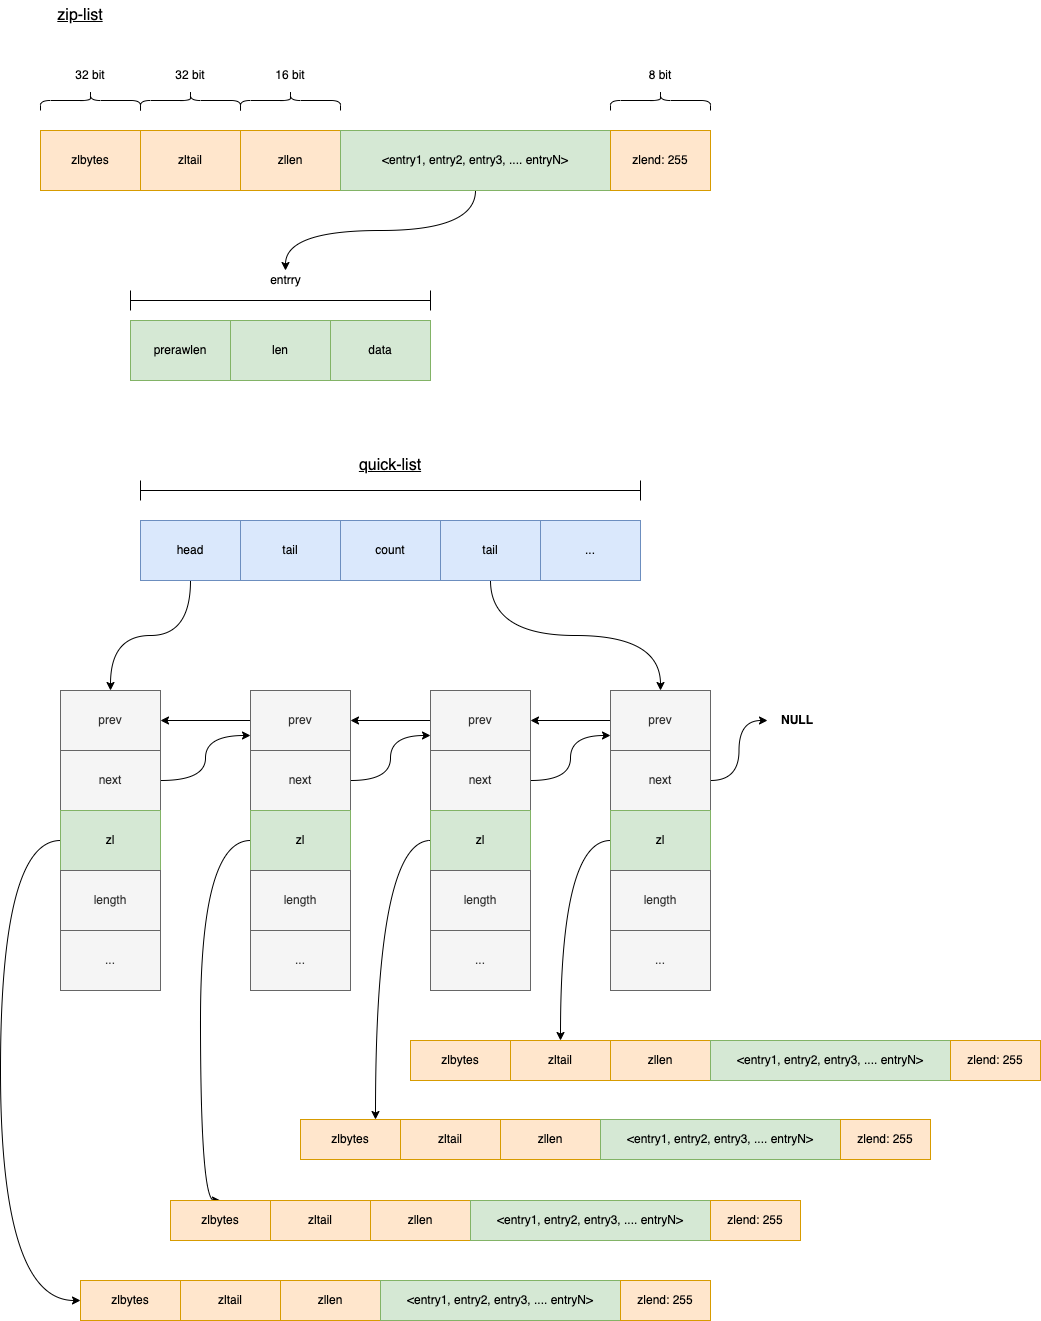 zip-list
32 bit
32 bit
16 bit
8 bit
zlbytes
zltail
zllen
<entry1, entry2, entry3, .... entryN>
zlend: 255
entrry
prerawlen
len
data
quick-list
head
tail
count
tail
...
prev
prev
prev
prev
NULL
next
next
next
next
zl
zl
zl
zl
length
length
length
length
...
...
...
...
zlbytes
zltail
zllen
<entry1, entry2, entry3, .... entryN>
zlend: 255
zlbytes
zltail
zllen
<entry1, entry2, entry3, .... entryN>
zlend: 255
zlbytes
zltail
zllen
<entry1, entry2, entry3, .... entryN>
zlend: 255
zlbytes
zltail
zllen
<entry1, entry2, entry3, .... entryN>
zlend: 255